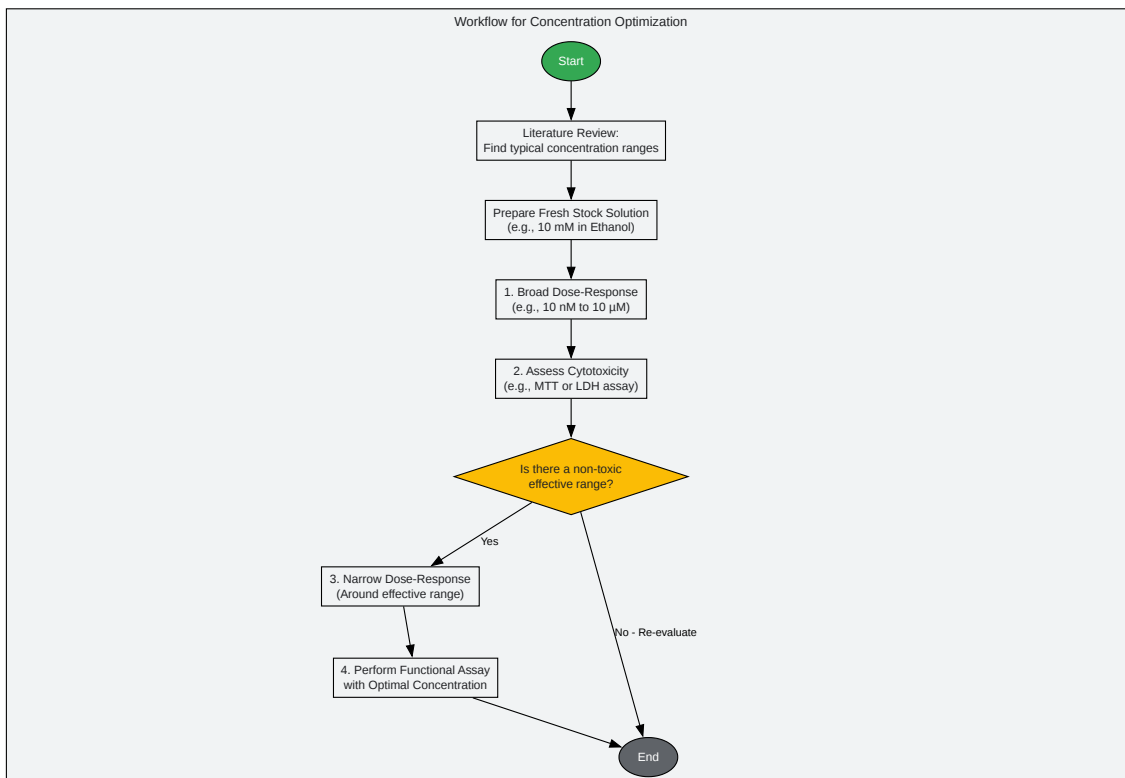 Workflow for Concentration Optimization
Start
Literature Review:
Find typical concentration ranges
Prepare Fresh Stock Solution
(e.g., 10 mM in Ethanol)
1. Broad Dose-Response
(e.g., 10 nM to 10 µM)
2. Assess Cytotoxicity
(e.g., MTT or LDH assay)
Is there a non-toxic
effective range?
Yes
3. Narrow Dose-Response
(Around effective range)
No - Re-evaluate
4. Perform Functional Assay
with Optimal Concentration
End